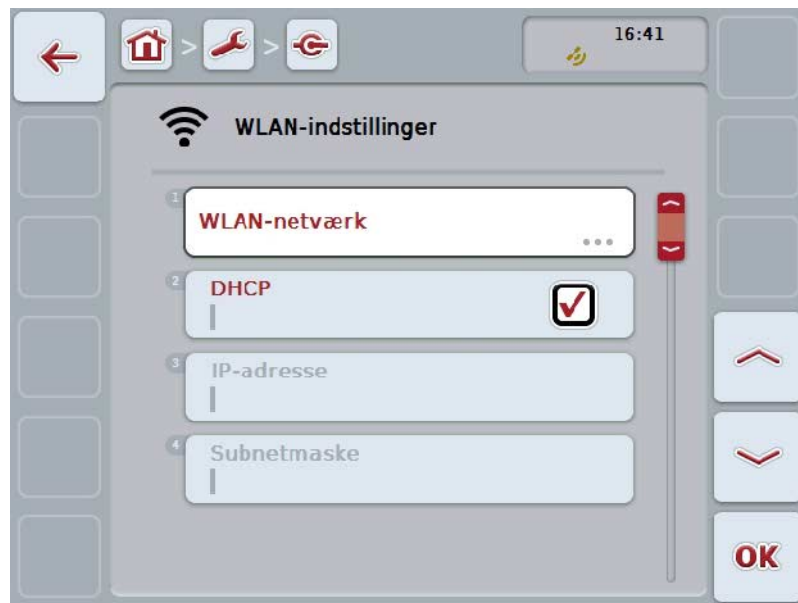 16:41
WLAN-indstillinger
1
WLAN-netværk
...
2
DHCP
3
IP-adresse
4
Subnetmaske
OK